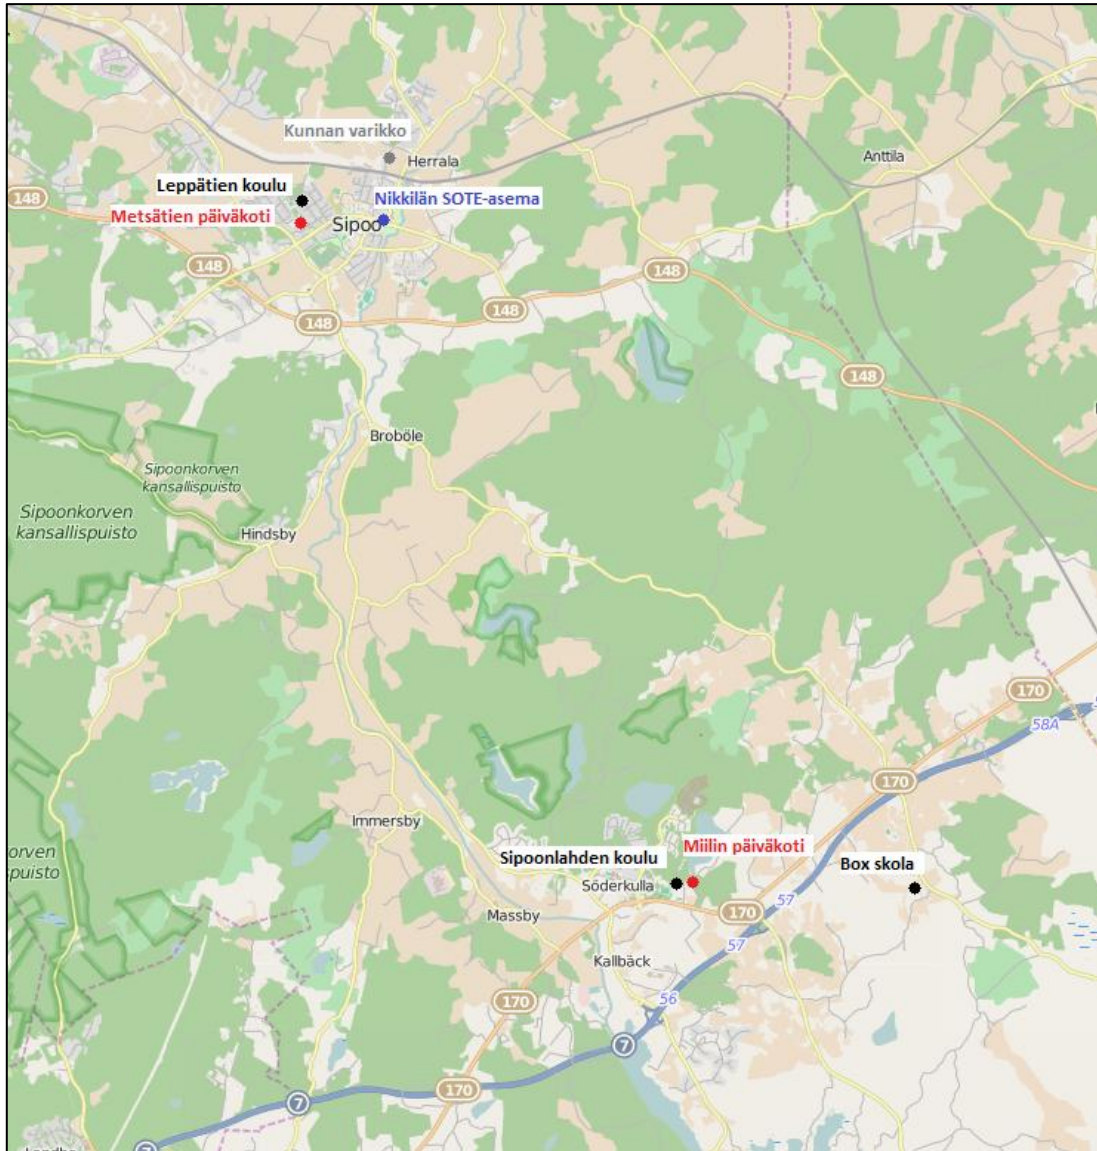 Kunnan varikko
Herrala
Anttila
Leppätien koulu
148
Nikkilän SOTE-asema
Metsätien päiväkoti
Sipoo
148
148
148
148
148
Broböle
Sipoonkorven
kansallispuisto
Sipoonkorven
kansallispuisto
Hindsby
170
58A
170
Immersby
Miilin päiväkoti
Sipoonlahden koulu
Box skola
orven
puisto
Söderkulla
57
Massby
170
57
Kallbäck
56
170
7
170
7
7